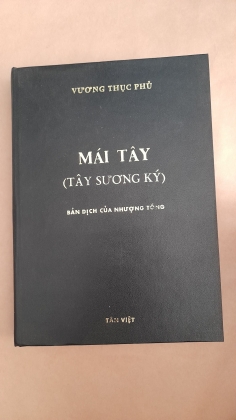 VƯƠNG THỰC PHỦ
MÁI TÂY
(TÂY SƯƠNG KÝ)
BẢN DỊCH CỦA NHƯỢNG TỐNG
TÂN VIỆT